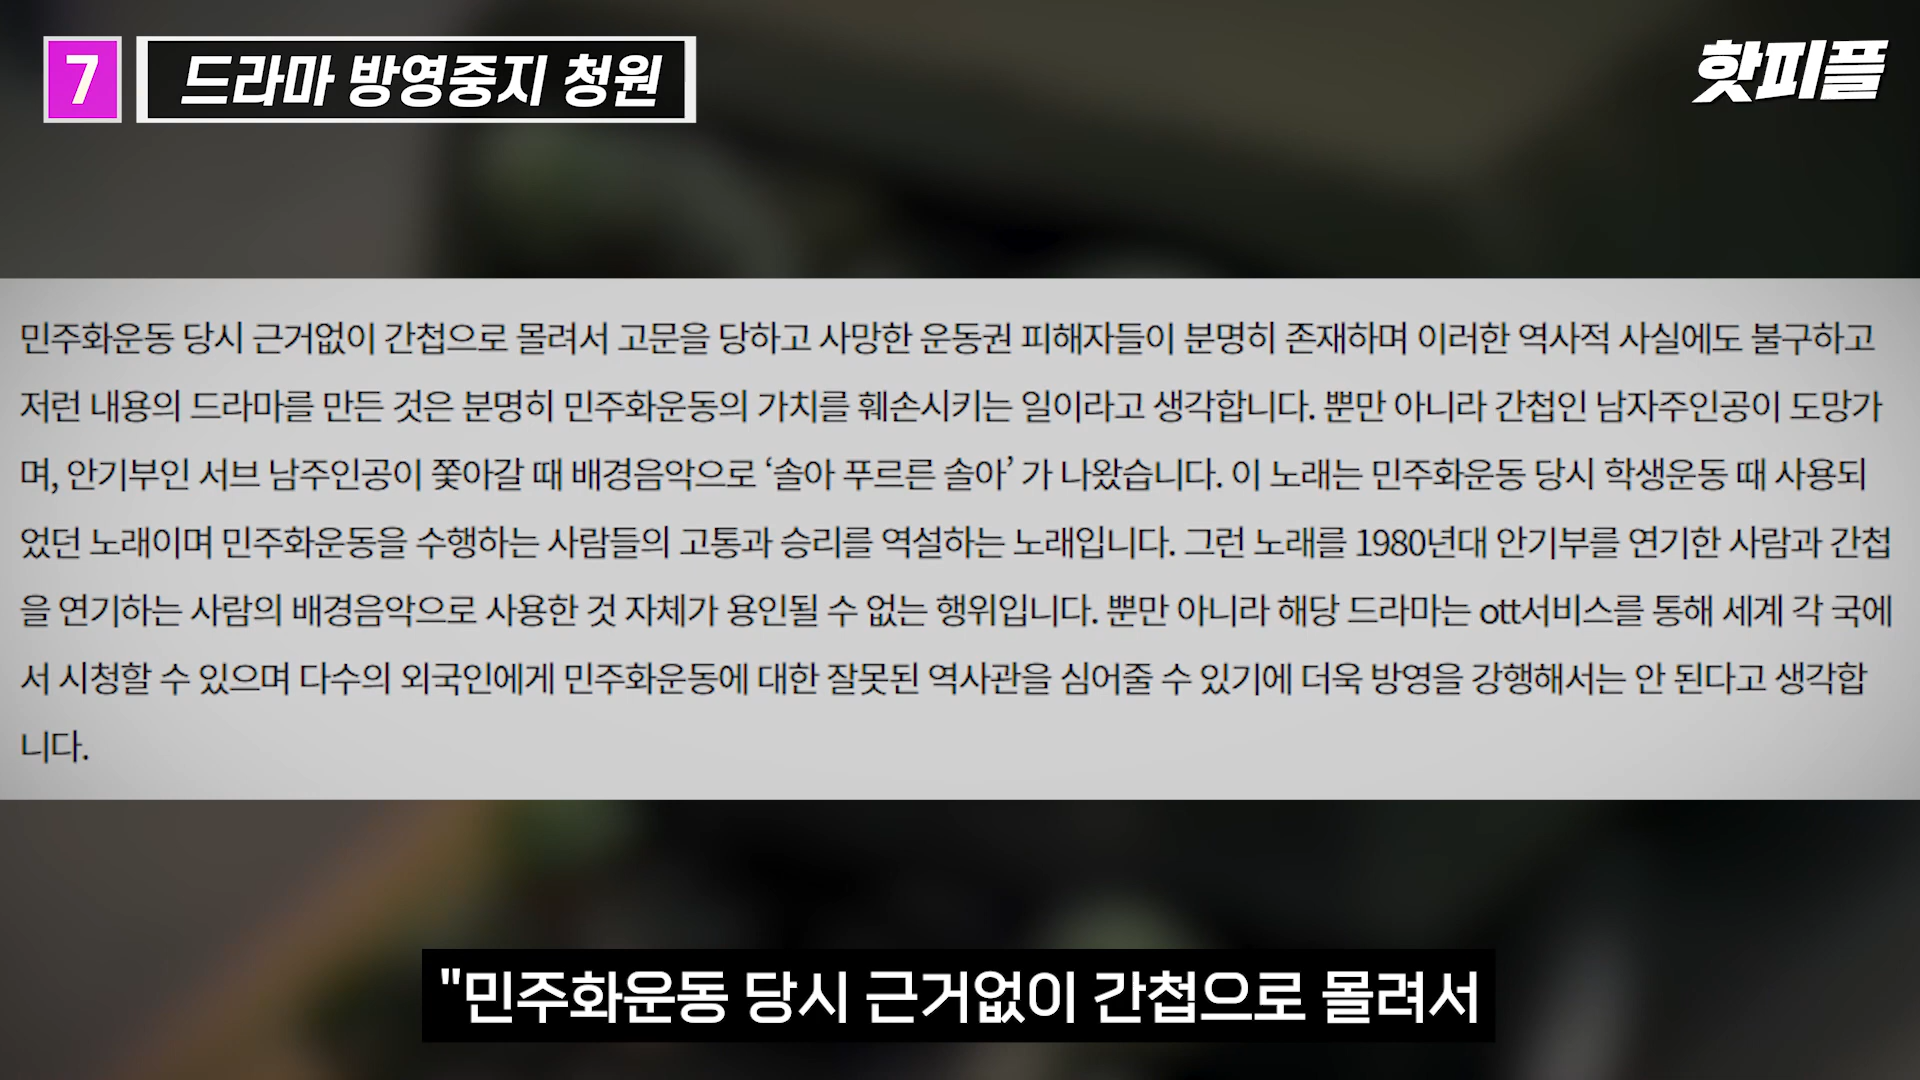 7 드라마 방영중지 청원
핫피플
민주화운동 당시 근거없이 간첩으로 몰려서 고문을 당하고 사망한 운동권 피해자들이 분명히 존재하며 이러한 역사적 사실에도 불구하고
저런 내용의 드라마를 만든 것은 분명히 민주화운동의 가치를 훼손시키는 일이라고 생각합니다. 뿐만 아니라 간첩인 남자주인공이 도망가
며, 안기부인 서브 남주인공이 쫓아갈 때 배경음악으로 ‘솔아 푸르른 솔아’ 가 나왔습니다. 이 노래는 민주화운동 당시 학생운동 때 사용되
었던 노래이며 민주화운동을 수행하는 사람들의 고통과 승리를 역설하는 노래입니다. 그런 노래를 1980년대 안기부를 연기한 사람과 간첩
을 연기하는 사람의 배경음악으로 사용한 것 자체가 용인될 수 없는 행위입니다. 뿐만 아니라 해당 드라마는 ott서비스를 통해 세계 각 국에
서 시청할 수 있으며 다수의 외국인에게 민주화운동에 대한 잘못된 역사관을 심어줄 수 있기에 더욱 방영을 강행해서는 안 된다고 생각합
니다.
"민주화운동 당시 근거없이 간첩으로 몰려서